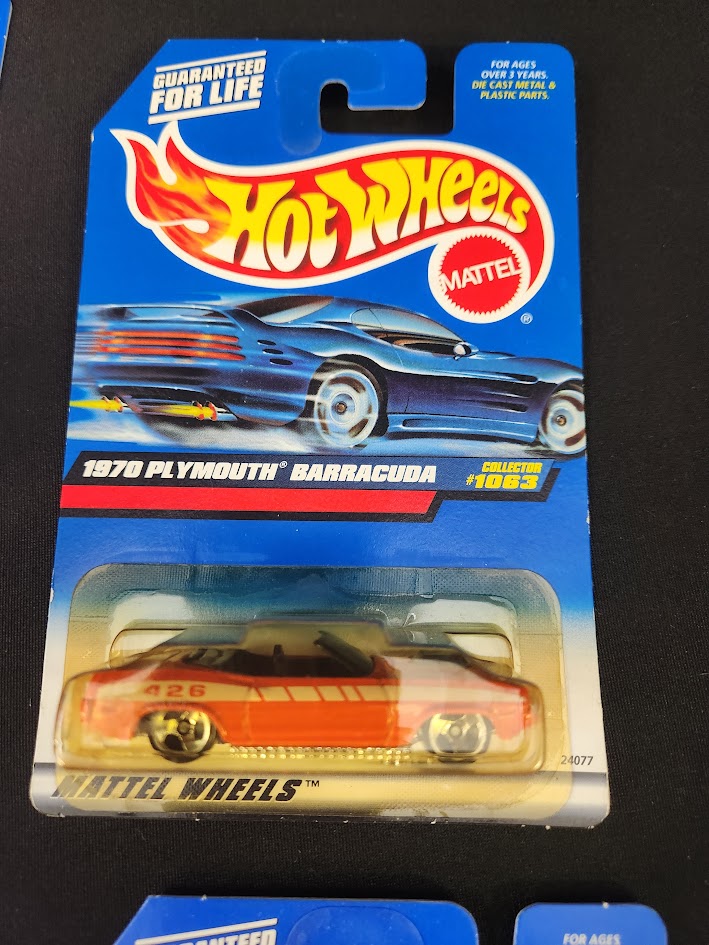 GUARANTEED
FOR LIFE
FOR AGES
OVER 3 YEARS.
DIE CAST METAL &
PLASTIC PARTS.
HOT WHEELS
MATTEL
®
1970 PLYMOUTH® BARRACUDA
COLLECTOR
#1063
426
24077
MATTEL WHEELS™
GUARANTEED
FOR AGES